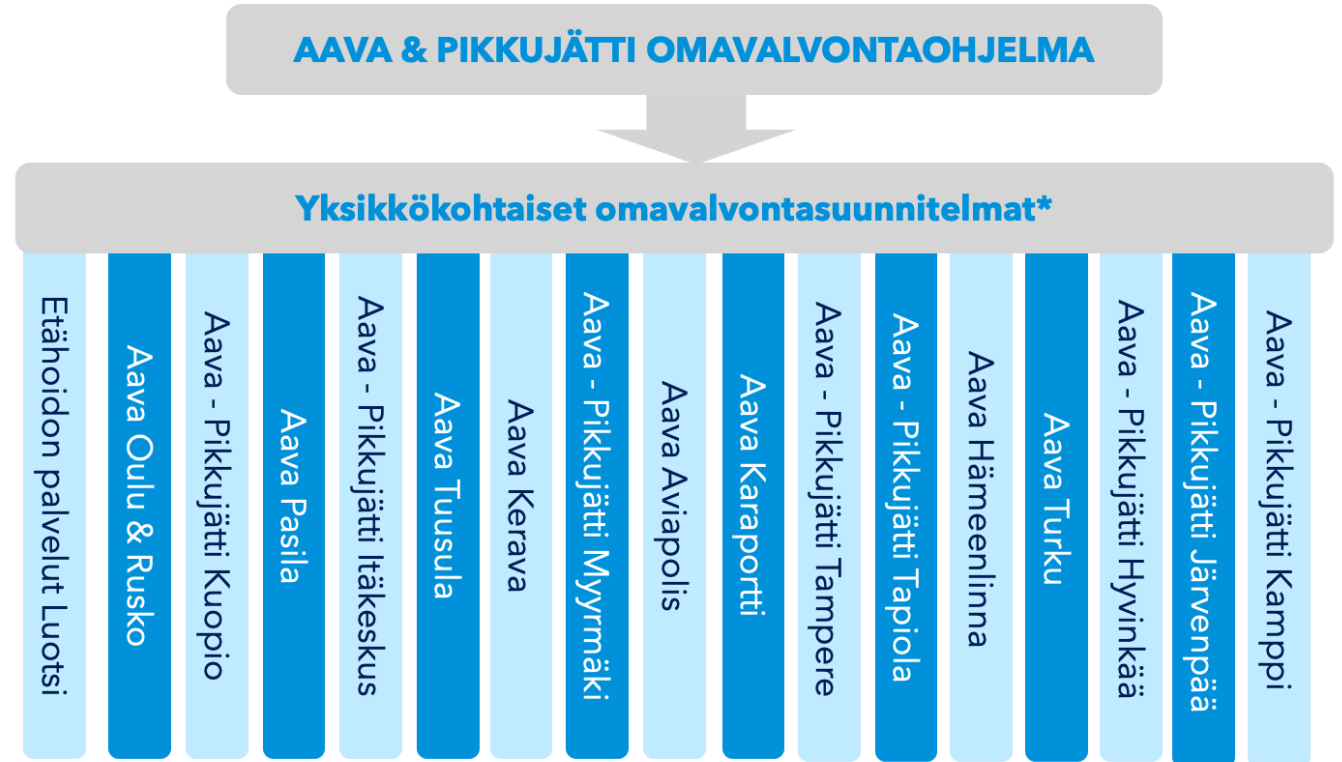 AAVA & PIKKUJÄTTI OMAVALVONTAOHJELMA
Yksikkökohtaiset omavalvontasuunnitelmat*
Etähoidon palvelut Luotsi
Aava Oulu & Rusko
Aava - Pikkujätti Kuopio
Aava Pasila
Aava - Pikkujätti Itäkeskus
Aava Tuusula
Aava Kerava
Aava - Pikkujätti Myyrmäki
Aava Aviapolis
Aava Karaportti
Aava - Pikkujätti Tampere
Aava - Pikkujätti Tapiola
Aava Hämeenlinna
Aava Turku
Aava - Pikkujätti Hyvinkää
Aava - Pikkujätti Järvenpää
Aava - Pikkujätti Kamppi